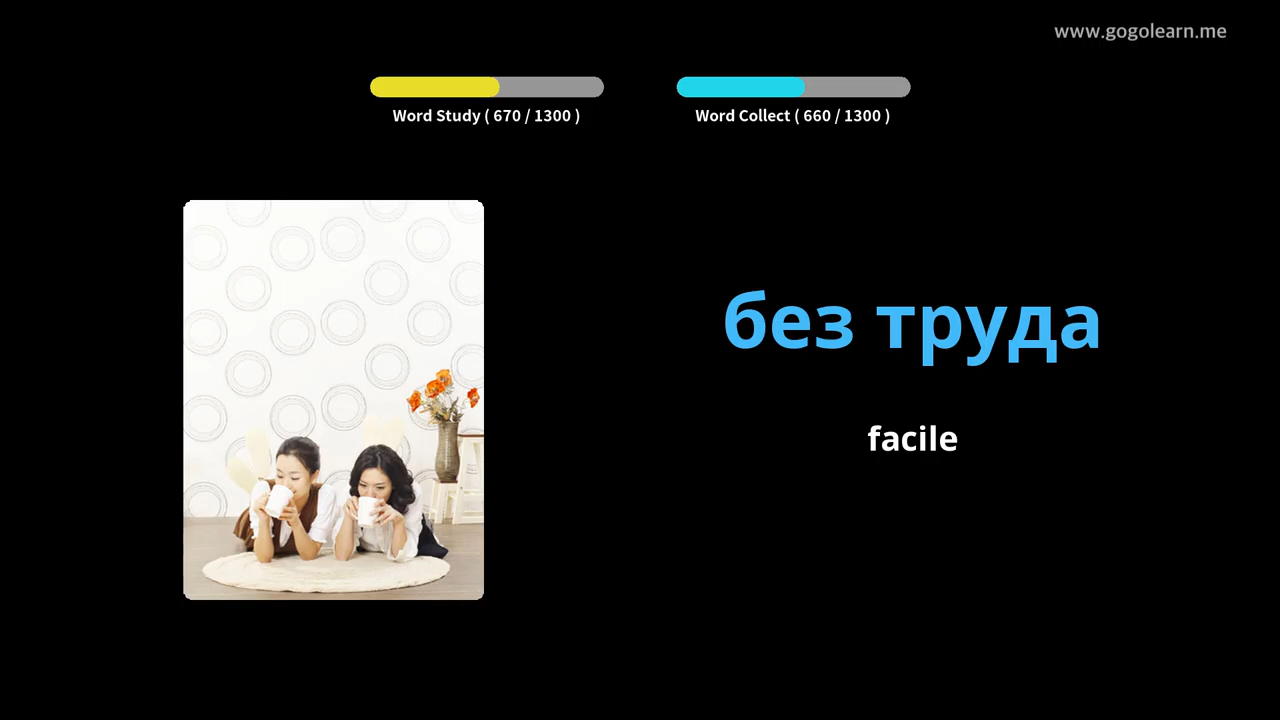 www.gogolearn.me
Word Study ( 670 / 1300 )
Word Collect ( 660 / 1300 )
без труда
facile